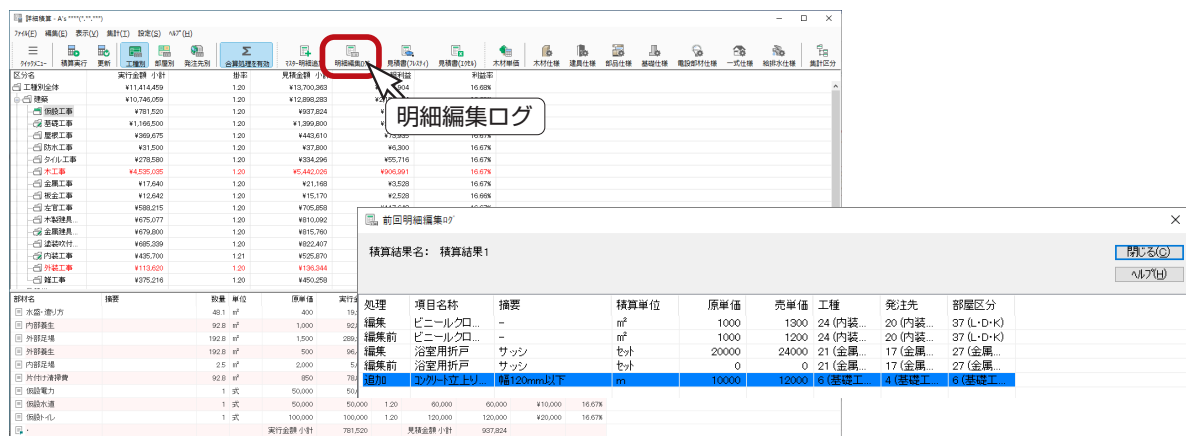 詳細積算 - A's ****(*.**.***)
ファイル(F) 編集(E) 表示(V) 集計(T) 設定(S) ヘルプ(H)
クイックメニュー 積算実行 更新 工種別 部屋別 発注先別 合算処理を有効 マスター明細追加 明細編集ログ 見積書(プレステイ) 見積書(エクセル) 木材単価 木材仕様 建具仕様 部品仕様 基礎仕様 電設部材仕様 一式仕様 給排水仕様 集計区分
区分名 実行金額 小計 掛率 見積金額 小計 粗利益 利益率
工種別全体 ¥11,414,459 1.20 ¥13,700,363 904 16.68%
建築 ¥10,746,059 1.20 ¥12,898,283
仮設工事 ¥781,520 1.20 ¥937,824
基礎工事 ¥1,166,500 1.20 ¥1,399,800
屋根工事 ¥369,675 1.20 ¥443,610 ¥73,935 16.67%
防水工事 ¥31,500 1.20 ¥37,800 ¥6,300 16.67%
タイル工事 ¥278,580 1.20 ¥334,296 ¥55,716 16.67%
木工事 ¥4,535,035 1.20 ¥5,442,026 ¥906,991 16.67%
金属工事 ¥17,640 1.20 ¥21,168 ¥3,528 16.67%
板金工事 ¥12,642 1.20 ¥15,170 ¥2,528 16.66%
左官工事 ¥588,215 1.20 ¥705,858
木製建具... ¥675,077 1.20 ¥810,092
金属建具... ¥679,800 1.20 ¥815,760
塗装吹付... ¥685,339 1.20 ¥822,407
内装工事 ¥435,700 1.21 ¥525,870
外装工事 ¥113,620 1.20 ¥136,344
雑工事 ¥375,216 1.20 ¥450,258
明細編集ログ
部材名 摘要 数量 単位 原単価 実行金
水盛・遣り方 48.1 m² 400 19,
内部養生 92.8 m² 1,000 92,
外部足場 192.8 m² 1,500 289,
外部養生 192.8 m² 500 96,
内部足場 2.5 m² 2,000 5,
片付け清掃費 92.8 m² 850 78,
仮設電力 1 式 50,000 50,
仮設水道 1 式 50,000 50,000 1.20 60,000 60,000 ¥10,000 16.67%
仮設トイレ 1 式 100,000 100,000 1.20 120,000 120,000 ¥20,000 16.67%
実行金額 小計 781,520 見積金額 小計 937,824
前回明細編集ログ
積算結果名： 積算結果1
閉じる(C)
ヘルプ(H)
処理 項目名称 摘要 積算単位 原単価 売単価 工種 発注先 部屋区分
編集 ビニールクロ... - m² 1000 1300 24 (内装... 20 (内装... 37 (L・D・K)
編集前 ビニールクロ... - m² 1000 1200 24 (内装... 20 (内装... 37 (L・D・K)
編集 浴室用折戸 サッシ セット 20000 24000 21 (金属... 17 (金属... 27 (金属...
編集前 浴室用折戸 サッシ セット 0 0 21 (金属... 17 (金属... 27 (金属...
追加 コンクリート立上り... 幅120mm以下 m 10000 12000 6 (基礎工... 4 (基礎工... 6 (基礎工...